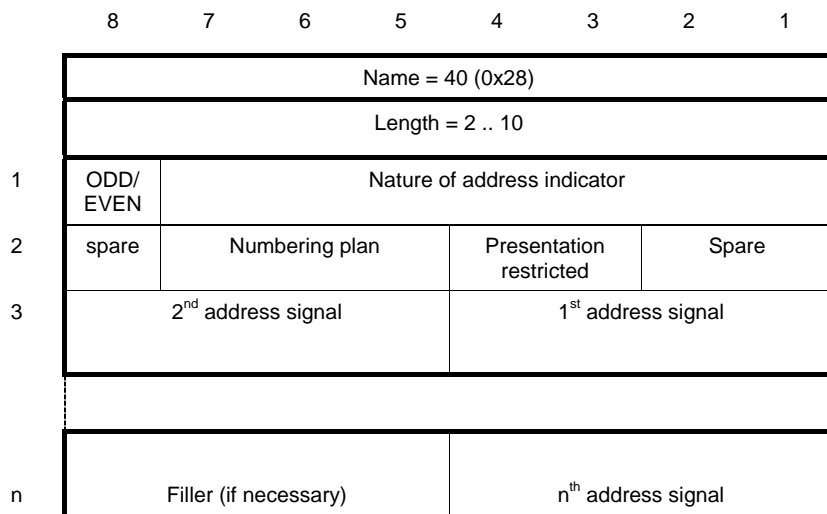 8 7 6 5 4 3 2 1
Name = 40 (0x28)
Length = 2 .. 10
1 ODD/ Nature of address indicator
EVEN
2 spare Numbering plan Presentation Spare
restricted
3 2nd address signal 1st address signal
n Filler (if necessary) nth address signal